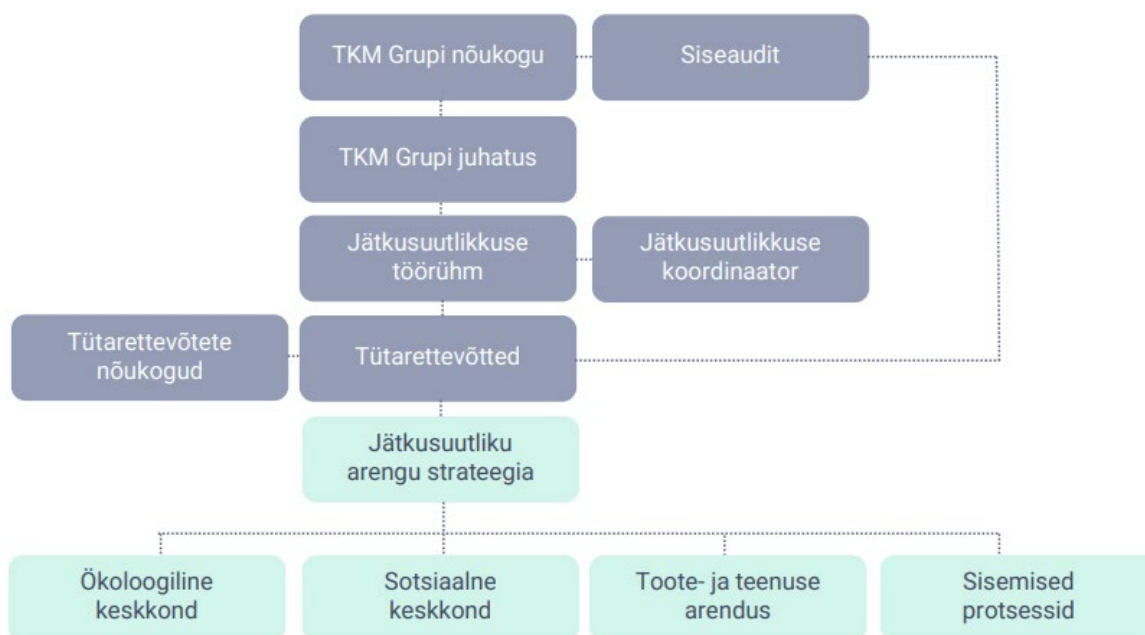 TKM Grupi nõukogu
Siseaudit
TKM Grupi juhatus
Jätkusuutlikkuse
töörühm
Jätkusuutlikkuse
koordinaator
Tütarettevõtete
nõukogud
Tütarettevõtted
Jätkusuutliku
arengu strateegia
Ökoloogiline
keskkond
Sotsiaalne
keskkond
Toote- ja teenuse
arendus
Sisemised
protsessid